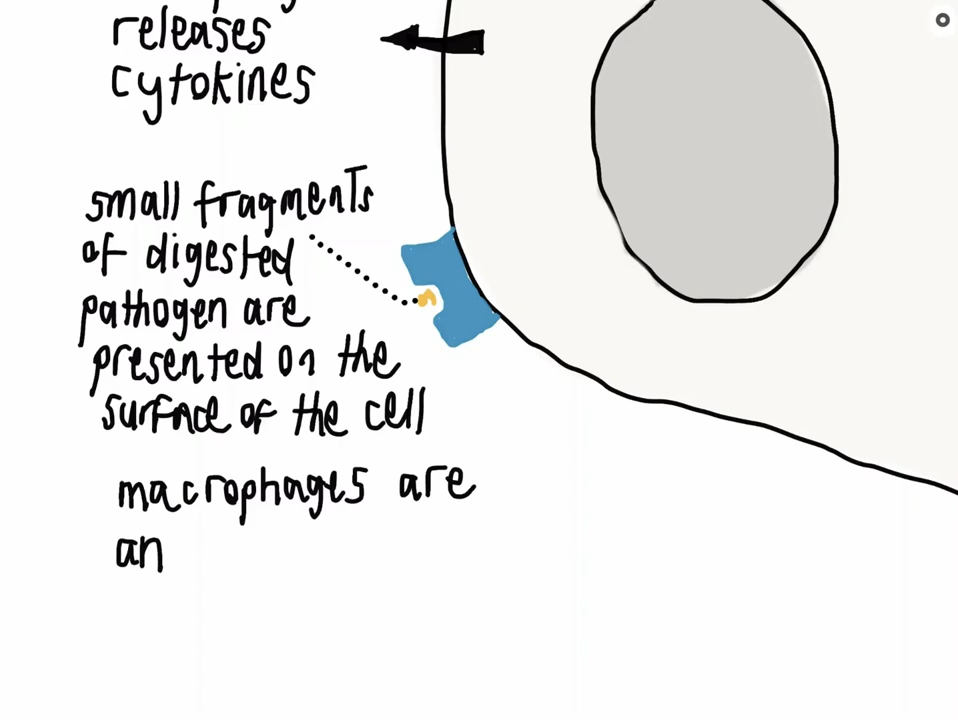 releases
cytokines
small fragments
of digested
pathogen are
presented on the
surface of the cell
macrophages are
an